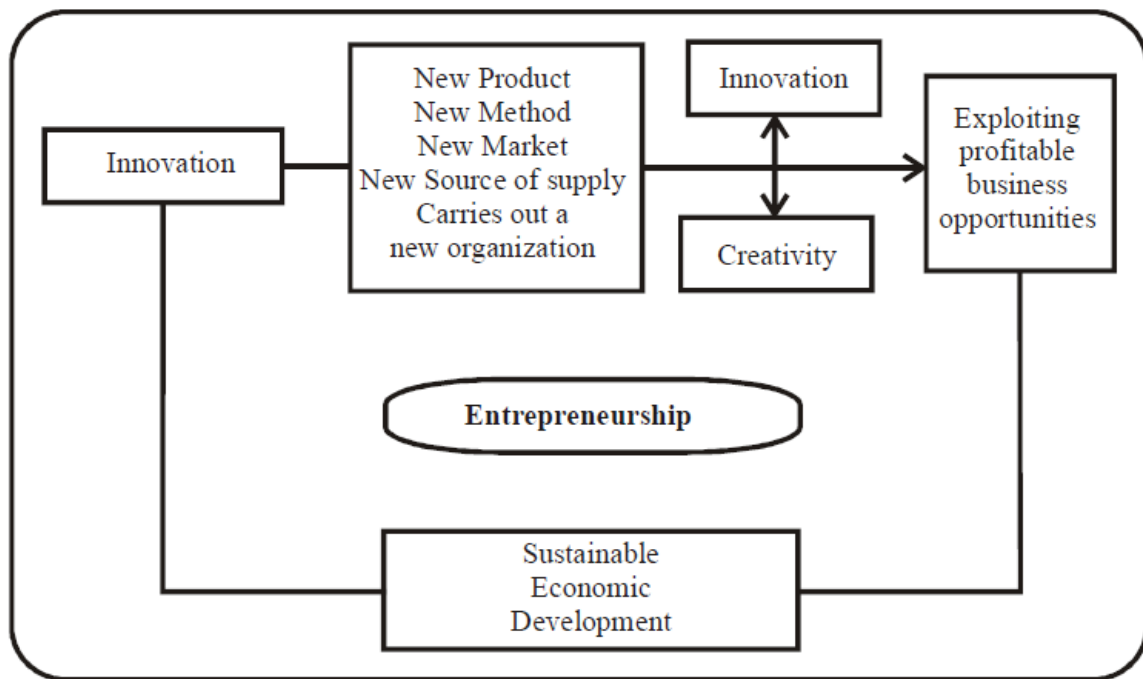 Innovation
New Product
New Method
New Market
New Source of supply
Carries out a
new organization
Innovation
Creativity
Exploiting
profitable
business
opportunities
Entrepreneurship
Sustainable
Economic
Development